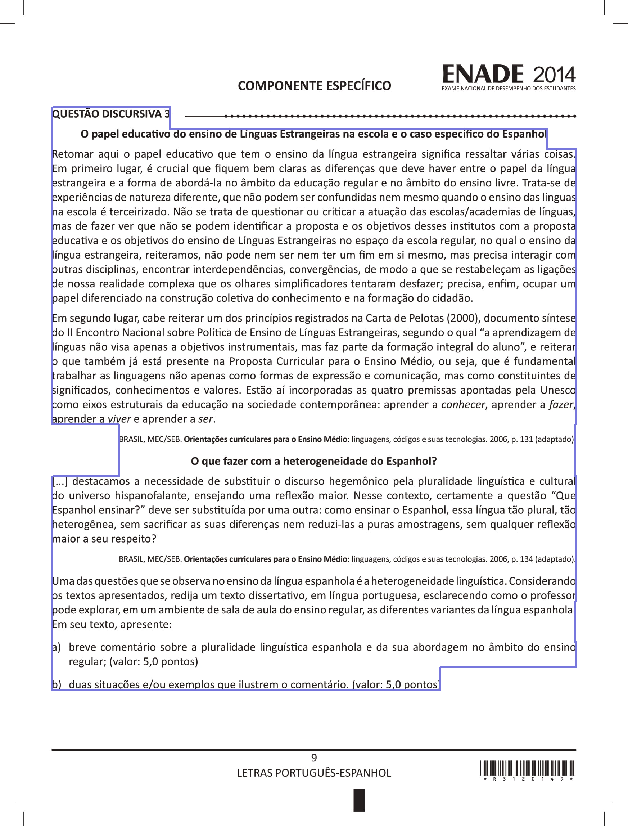 COMPONENTE ESPECÍFICO
ENADE 2014
EXAME NACIONAL DE DESEMPENHO DOS ESTUDANTES
QUESTÃO DISCURSIVA 3
O papel educativo do ensino de Línguas Estrangeiras na escola e o caso específico do Espanhol
Retomar aqui o papel educativo que tem o ensino da língua estrangeira significa ressaltar várias coisas.
Em primeiro lugar, é crucial que fiquem bem claras as diferenças que deve haver entre o papel da língua
estrangeira e a forma de abordá-la no âmbito da educação regular e no âmbito do ensino livre. Trata-se de
experiências de natureza diferente, que não podem ser confundidas nem mesmo quando o ensino das línguas
na escola é terceirizado. Não se trata de questionar ou criticar a atuação das escolas/academias de línguas,
mas de fazer ver que não se podem identificar a proposta e os objetivos desses institutos com a proposta
educativa e os objetivos do ensino de Línguas Estrangeiras no espaço da escola regular, no qual o ensino da
língua estrangeira, reiteramos, não pode nem ser nem ter um fim em si mesmo, mas precisa interagir com
outras disciplinas, encontrar interdependências, convergências, de modo a que se restabeleçam as ligações
de nossa realidade complexa que os olhares simplificadores tentaram desfazer; precisa, enfim, ocupar um
papel diferenciado na construção coletiva do conhecimento e na formação do cidadão.
Em segundo lugar, cabe reiterar um dos princípios registrados na Carta de Pelotas (2000), documento síntese
do II Encontro Nacional sobre Política de Ensino de Línguas Estrangeiras, segundo o qual “a aprendizagem de
línguas não visa apenas a objetivos instrumentais, mas faz parte da formação integral do aluno”, e reiterar
o que também já está presente na Proposta Curricular para o Ensino Médio, ou seja, que é fundamental
trabalhar as linguagens não apenas como formas de expressão e comunicação, mas como constituintes de
significados, conhecimentos e valores. Estão aí incorporadas as quatro premissas apontadas pela Unesco
como eixos estruturais da educação na sociedade contemporânea: aprender a conhecer, aprender a fazer,
aprender a viver e aprender a ser.
BRASIL, MEC/SEB. Orientações curriculares para o Ensino Médio: linguagens, códigos e suas tecnologias. 2006, p. 131 (adaptado).
O que fazer com a heterogeneidade do Espanhol?
[...] destacamos a necessidade de substituir o discurso hegemônico pela pluralidade linguística e cultural
do universo hispanofalante, ensejando uma reflexão maior. Nesse contexto, certamente a questão “Que
Espanhol ensinar?” deve ser substituída por uma outra: como ensinar o Espanhol, essa língua tão plural, tão
heterogênea, sem sacrificar as suas diferenças nem reduzi-las a puras amostragens, sem qualquer reflexão
maior a seu respeito?
BRASIL, MEC/SEB. Orientações curriculares para o Ensino Médio: linguagens, códigos e suas tecnologias. 2006, p. 134 (adaptado).
Uma das questões que se observa no ensino da língua espanhola é a heterogeneidade linguística. Considerando
os textos apresentados, redija um texto dissertativo, em língua portuguesa, esclarecendo como o professor
pode explorar, em um ambiente de sala de aula do ensino regular, as diferentes variantes da língua espanhola.
Em seu texto, apresente:
a) breve comentário sobre a pluralidade linguística espanhola e da sua abordagem no âmbito do ensino
regular; (valor: 5,0 pontos)
b) duas situações e/ou exemplos que ilustrem o comentário. (valor: 5,0 pontos)
9
LETRAS PORTUGUÊS-ESPANHOL